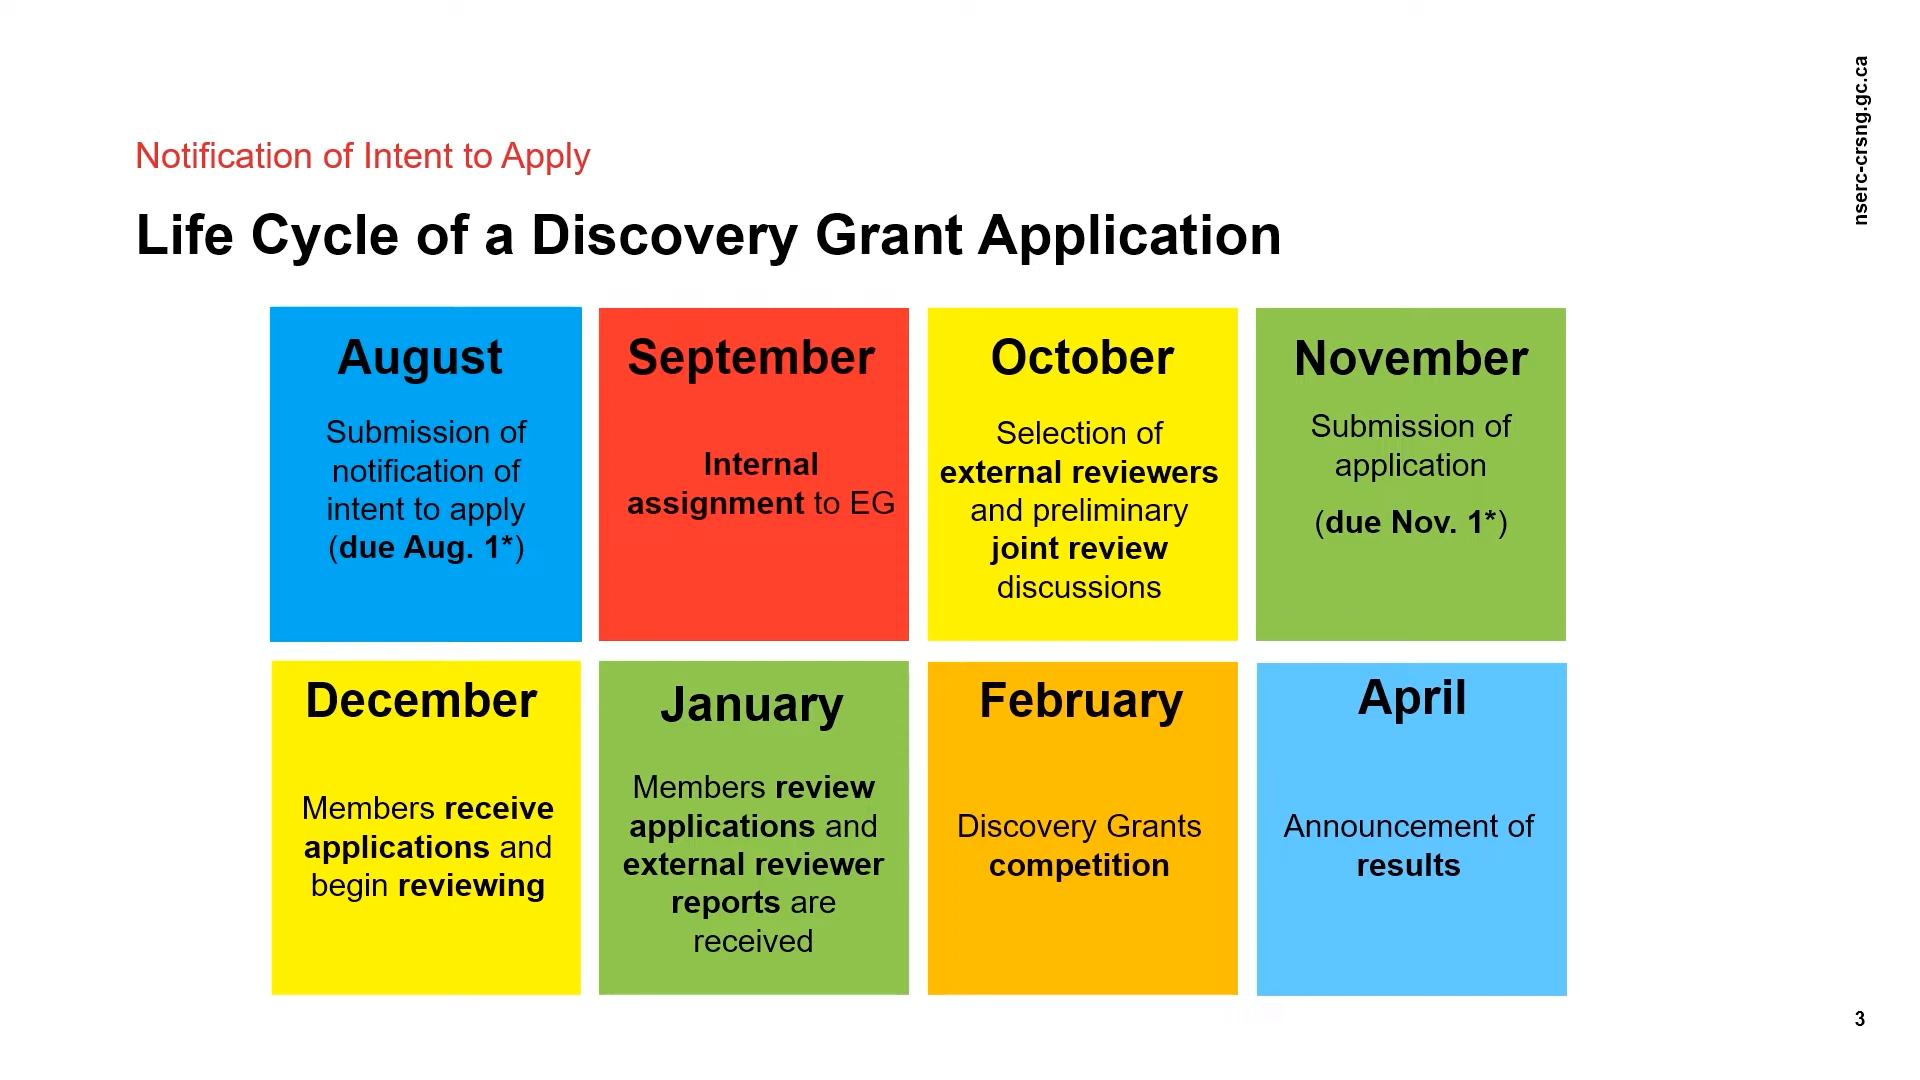 nserc-crsng.gc.ca
Notification of Intent to Apply
Life Cycle of a Discovery Grant Application
August
Submission of
notification of
intent to apply
(due Aug. 1*)
September
Internal
assignment to EG
October
Selection of
external reviewers
and preliminary
joint review
discussions
November
Submission of
application
(due Nov. 1*)
December
Members receive
applications and
begin reviewing
January
Members review
applications and
external reviewer
reports are
received
February
Discovery Grants
competition
April
Announcement of
results
3